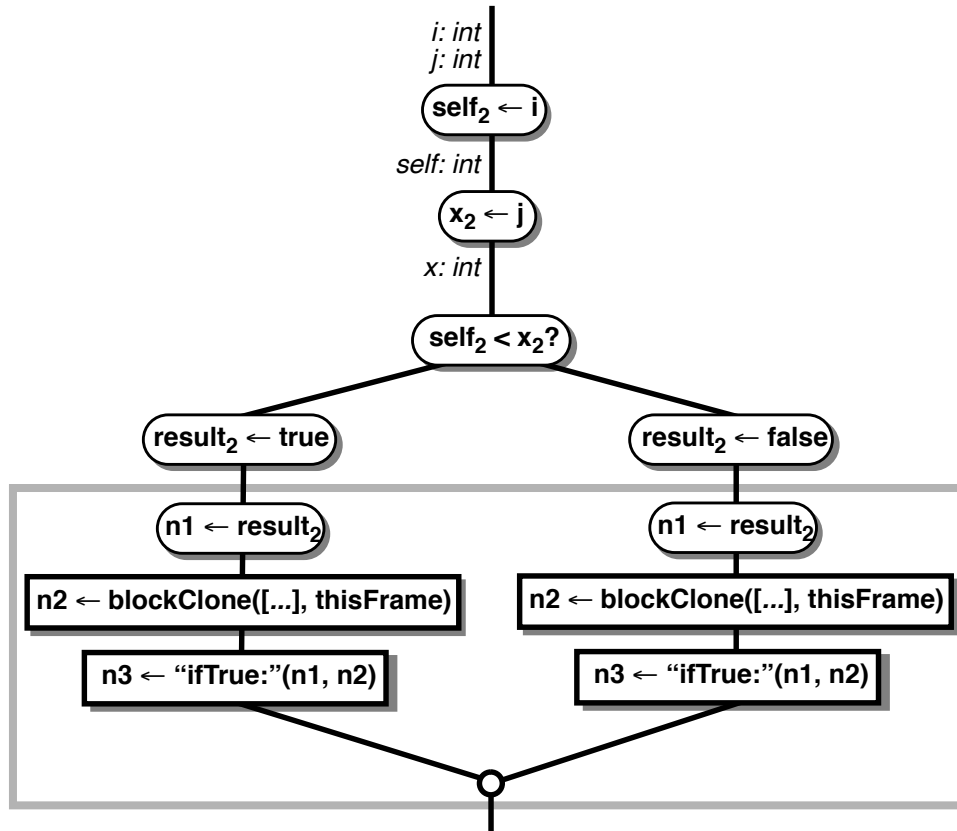 i: int
j: int
self₂ ← i
self: int
x₂ ← j
x: int
self₂ < x₂?
result₂ ← true
result₂ ← false
n1 ← result₂
n1 ← result₂
n2 ← blockClone([...], thisFrame)
n2 ← blockClone([...], thisFrame)
n3 ← “ifTrue:”(n1, n2)
n3 ← “ifTrue:”(n1, n2)